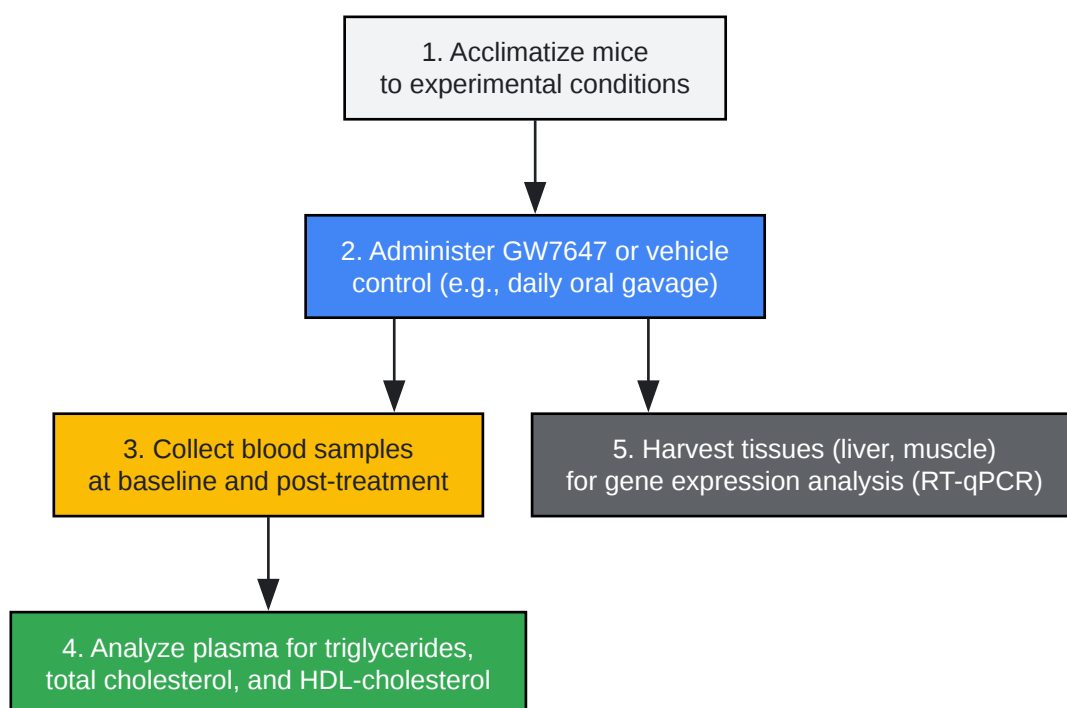 1. Acclimatize mice
to experimental conditions
2. Administer GW7647 or vehicle
control (e.g., daily oral gavage)
3. Collect blood samples
at baseline and post-treatment
5. Harvest tissues (liver, muscle)
for gene expression analysis (RT-qPCR)
4. Analyze plasma for triglycerides,
total cholesterol, and HDL-cholesterol